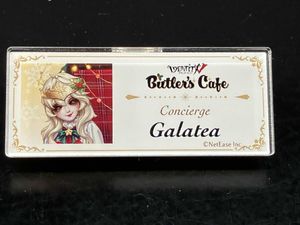 IDENTITY V
Butler's Cafe
Concierge
Galatea
©NetEase Inc.